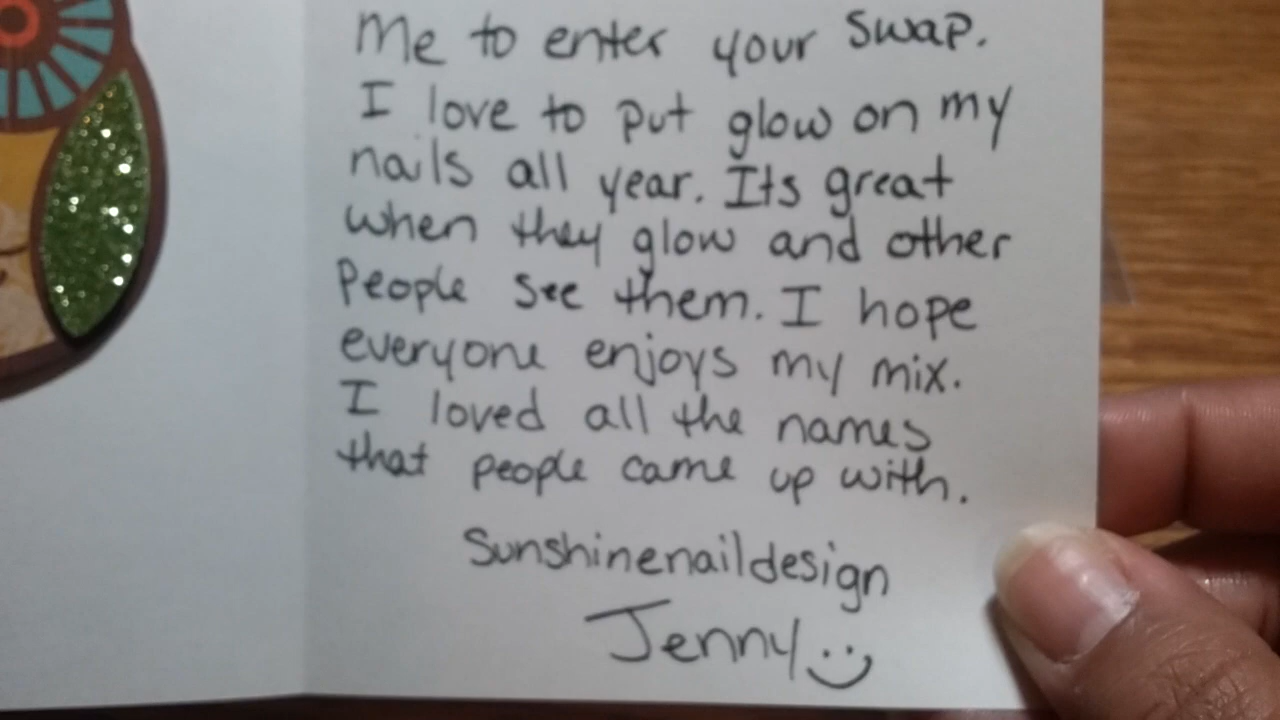 Me to enter your swap.
I love to put glow on my
nails all year. Its great
when they glow and other
People see them. I hope
everyone enjoys my mix.
I loved all the names
that people came up with.
Sunshinenaildesign
Jenny :)